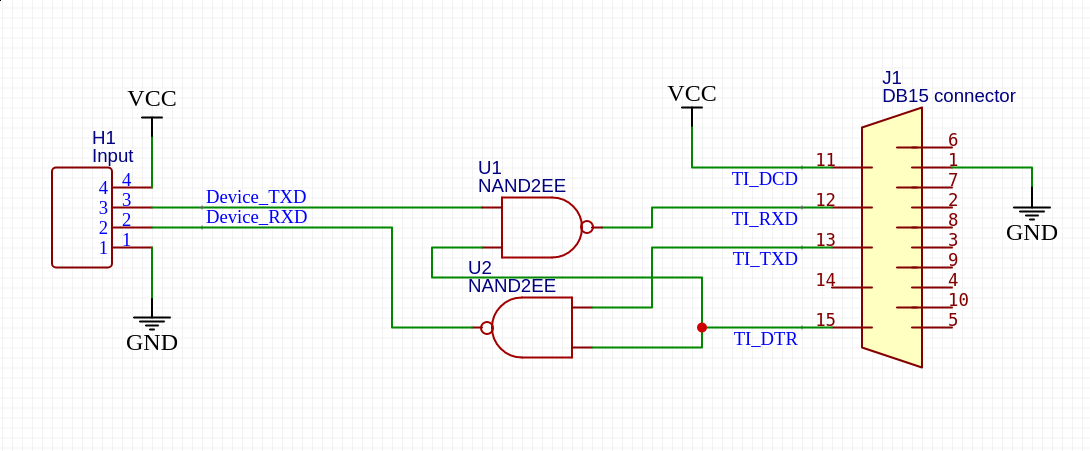 VCC
H1
Input
4
4
3
3
2
2
1
1
Device_TXD
Device_RXD
GND
U1
NAND2EE
U2
NAND2EE
VCC
TI_DCD
TI_RXD
TI_TXD
TI_DTR
J1
DB15 connector
11
12
13
14
15
6
1
7
2
8
3
9
4
10
5
GND